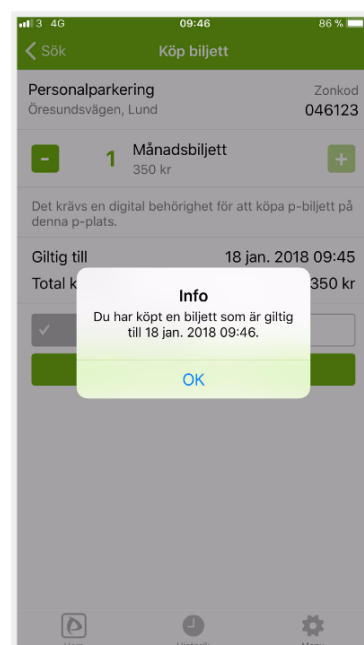 3 4G 09:46 86 %
Sök Köp biljett
Personalparkering Zonkod
Öresundsvägen, Lund 046123
- 1 Månadsbiljett +
350 kr
Det krävs en digital behörighet för att köpa p-biljett på
denna p-plats.
Giltig till 18 jan. 2018 09:45
Total k 350 kr
Info
Du har köpt en biljett som är giltig
till 18 jan. 2018 09:46.
OK